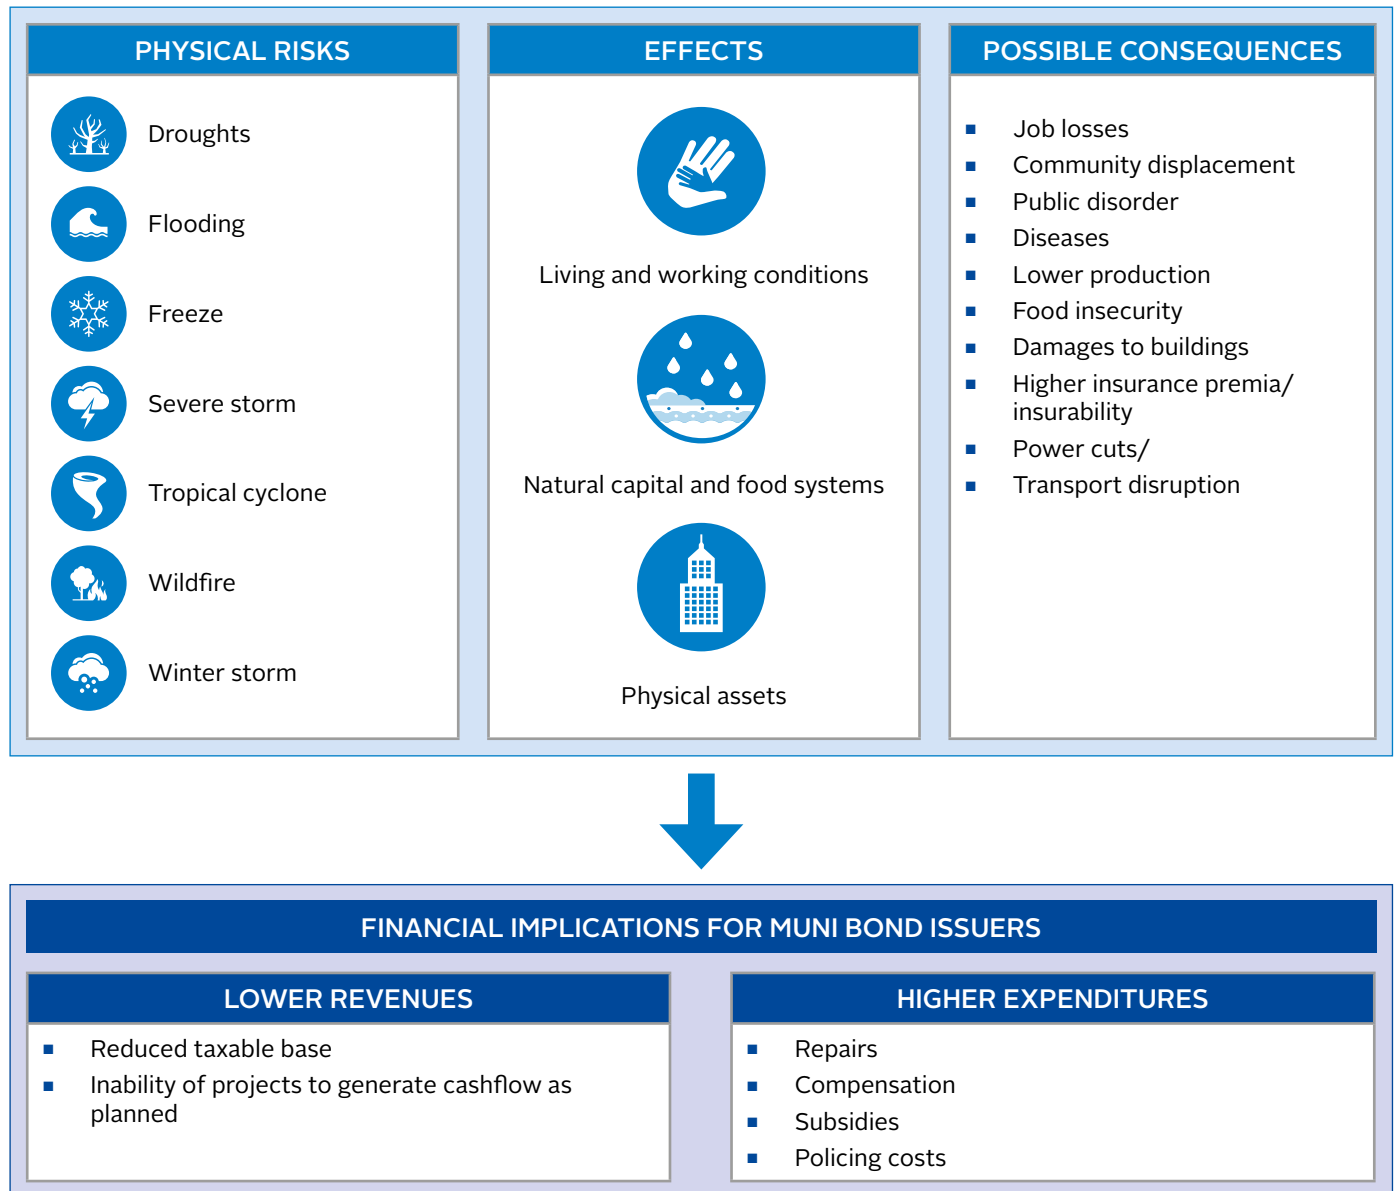 PHYSICAL RISKS
Droughts
Flooding
Freeze
Severe storm
Tropical cyclone
Wildfire
Winter storm
EFFECTS
Living and working conditions
Natural capital and food systems
Physical assets
POSSIBLE CONSEQUENCES
▪ Job losses
▪ Community displacement
▪ Public disorder
▪ Diseases
▪ Lower production
▪ Food insecurity
▪ Damages to buildings
▪ Higher insurance premia/
insurability
▪ Power cuts/
▪ Transport disruption
FINANCIAL IMPLICATIONS FOR MUNI BOND ISSUERS
LOWER REVENUES
▪ Reduced taxable base
▪ Inability of projects to generate cashflow as
planned
HIGHER EXPENDITURES
▪ Repairs
▪ Compensation
▪ Subsidies
▪ Policing costs